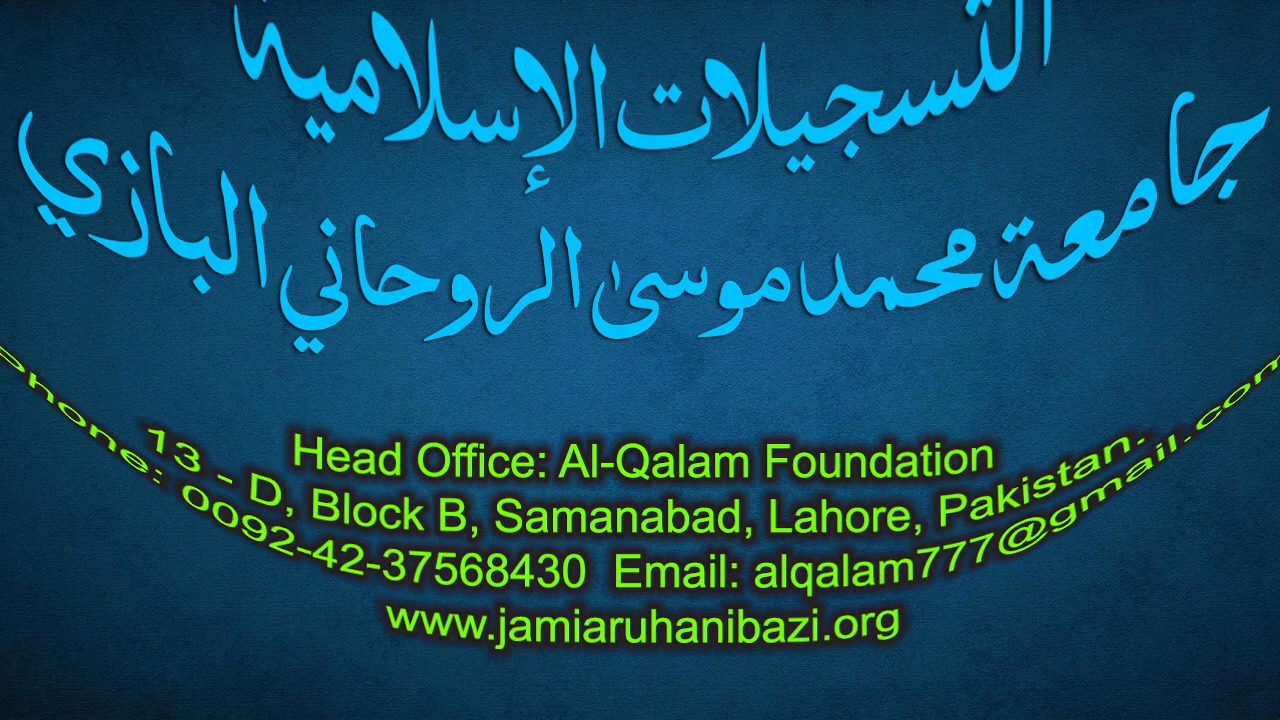 التسجيلات الإسلامية
جامعة محمد موسىٰ الروحاني البازي
Head Office: Al-Qalam Foundation
13 - D, Block B, Samanabad, Lahore, Pakistan.
Phone: 0092-42-37568430 Email: alqalam777@gmail.com
www.jamiaruhanibazi.org